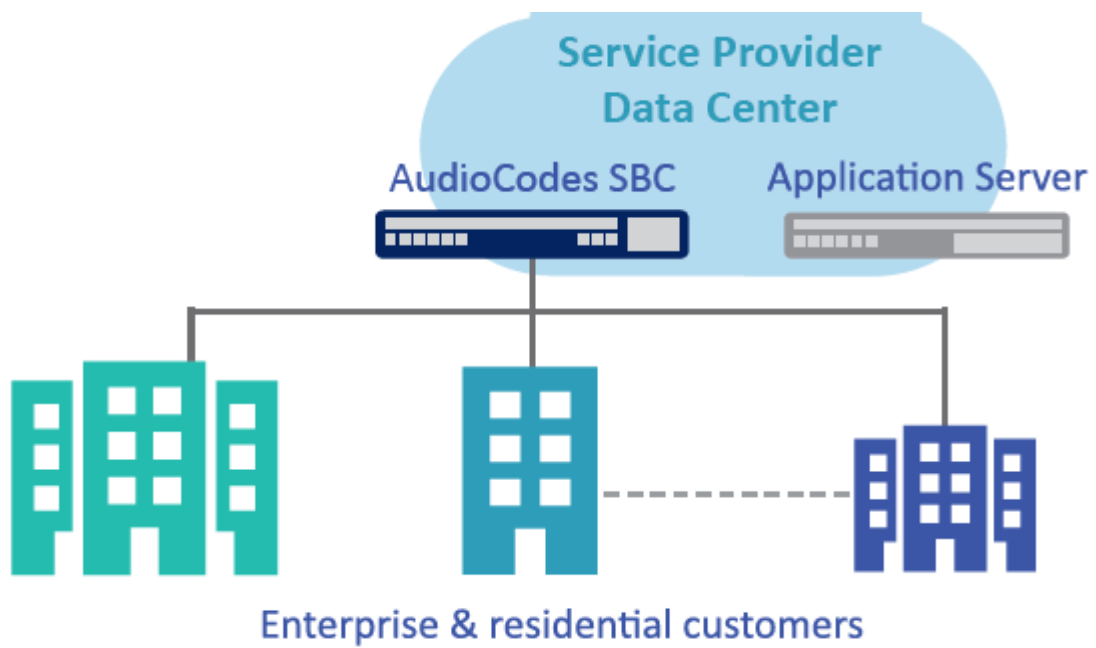 Service Provider
Data Center
AudioCodes SBC
Application Server
Enterprise & residential customers